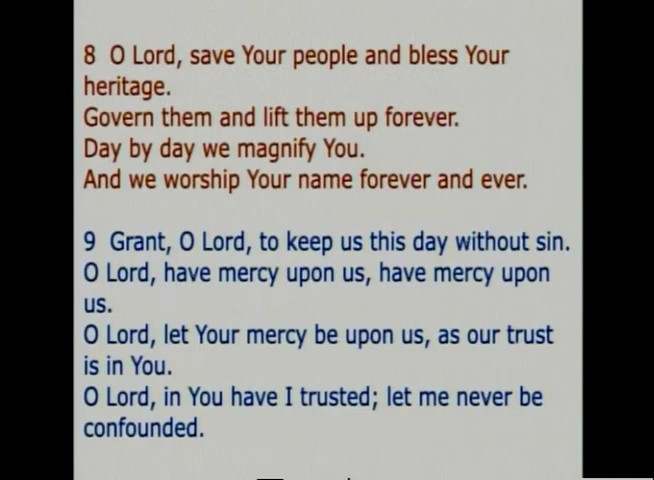 8 O Lord, save Your people and bless Your
heritage.
Govern them and lift them up forever.
Day by day we magnify You.
And we worship Your name forever and ever.
9 Grant, O Lord, to keep us this day without sin.
O Lord, have mercy upon us, have mercy upon
us.
O Lord, let Your mercy be upon us, as our trust
is in You.
O Lord, in You have I trusted; let me never be
confounded.